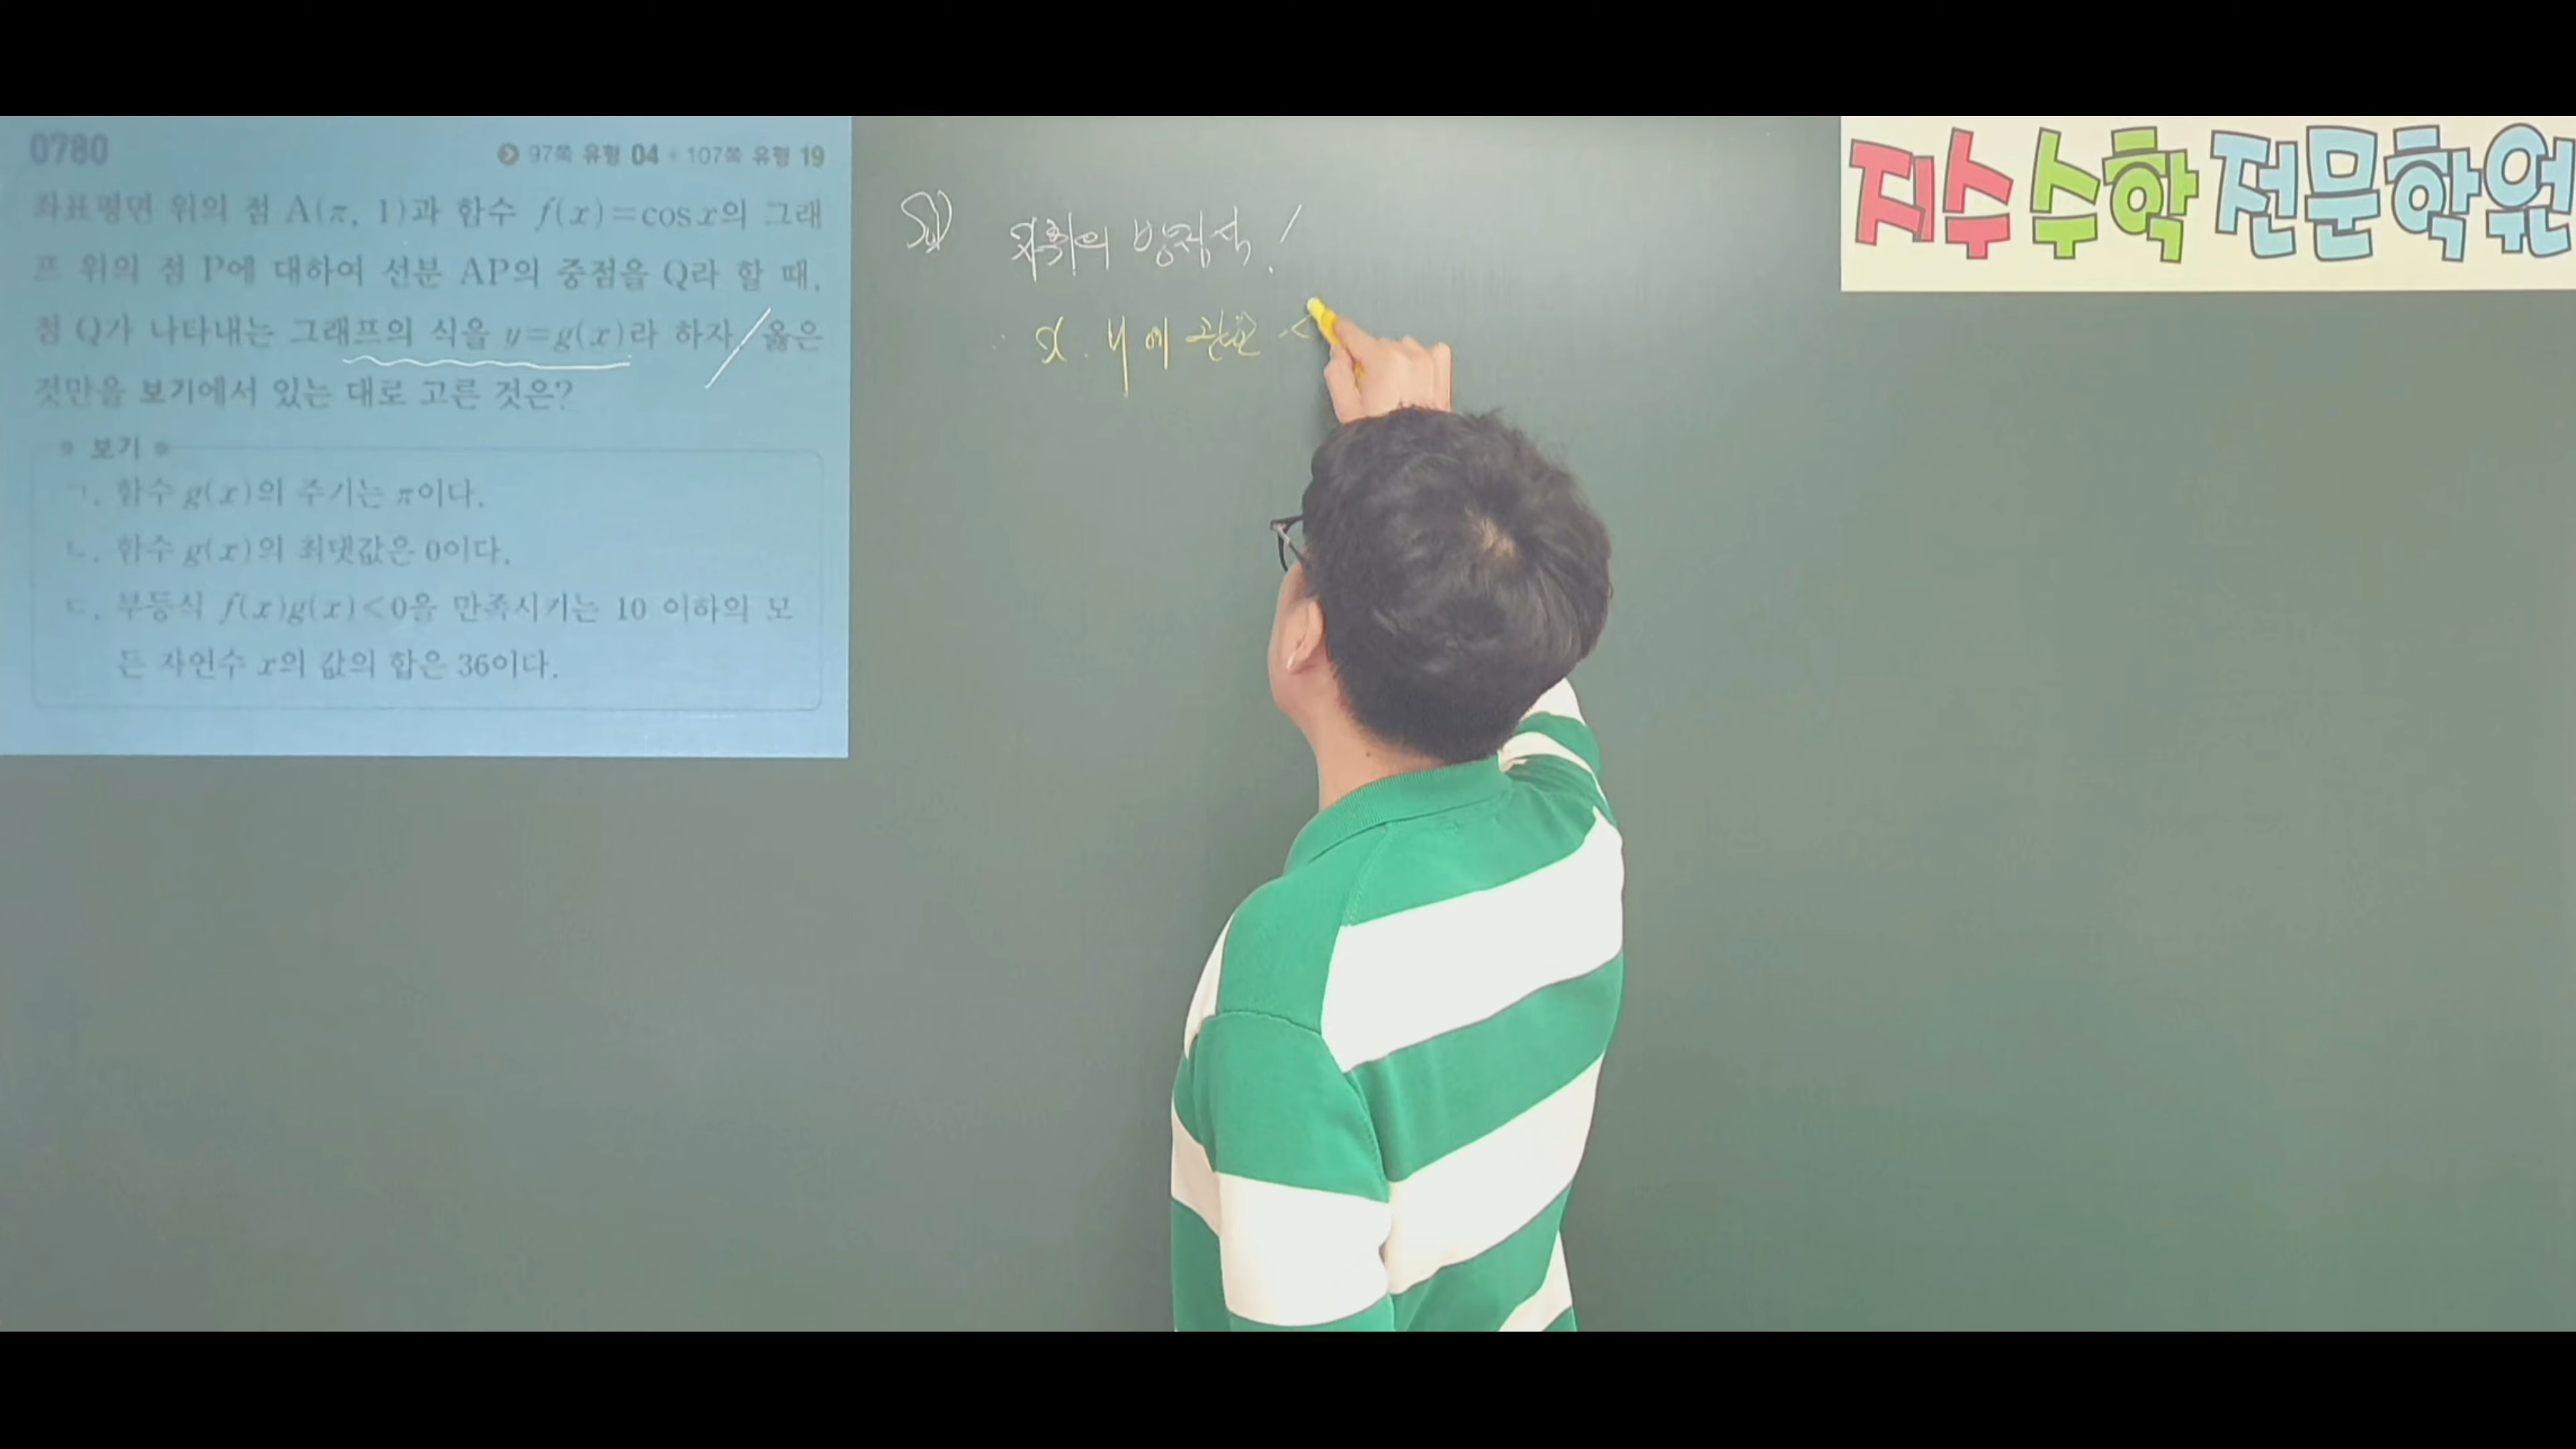 0780
97쪽 유형 04 + 107쪽 유형 19
좌표평면 위의 점 A(π, 1)과 함수 f(x)=cosx의 그래
프 위의 점 P에 대하여 선분 AP의 중점을 Q라 할 때,
점 Q가 나타내는 그래프의 식을 y=g(x)라 하자. 옳은
것만을 보기에서 있는 대로 고른 것은?
보기
ㄱ. 함수 g(x)의 주기는 π이다.
ㄴ. 함수 g(x)의 최댓값은 0이다.
ㄷ. 부등식 f(x)g(x)<0을 만족시키는 10 이하의 모
든 자연수 x의 값의 합은 36이다.
자취의 방정식!
x, y에 관한
지수수학전문학원